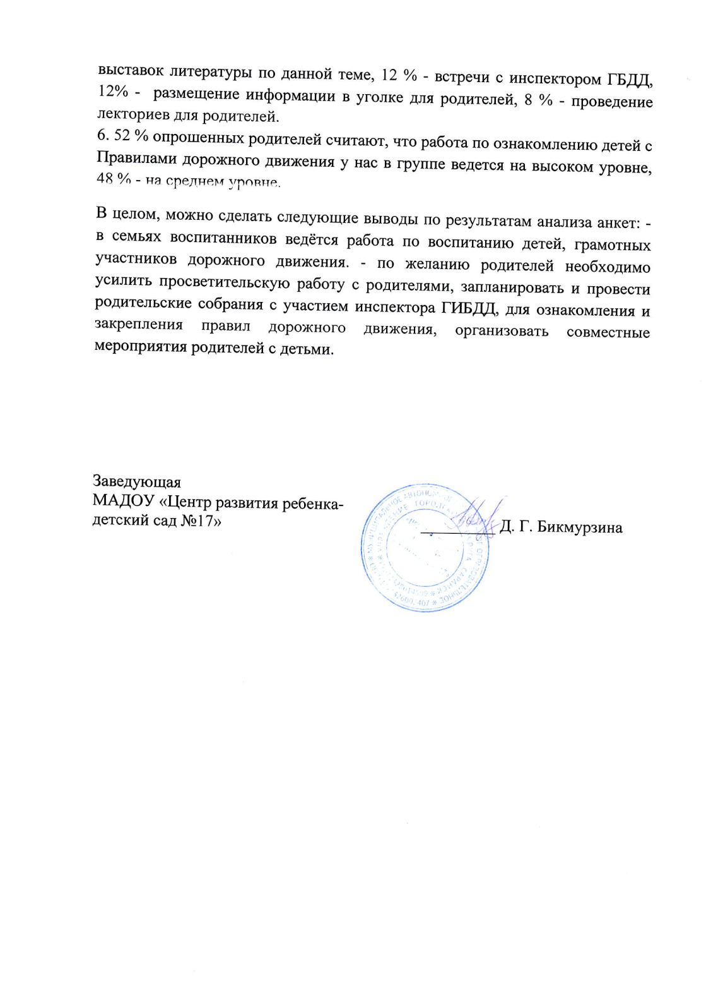 выставок литературы по данной теме, 12 % - встречи с инспектором ГБДД,
12% - размещение информации в уголке для родителей, 8 % - проведение
лекториев для родителей.
6. 52 % опрошенных родителей считают, что работа по ознакомлению детей с
Правилами дорожного движения у нас в группе ведется на высоком уровне,
48 % - на среднем уровне.
В целом, можно сделать следующие выводы по результатам анализа анкет: -
в семьях воспитанников ведётся работа по воспитанию детей, грамотных
участников дорожного движения. - по желанию родителей необходимо
усилить просветительскую работу с родителями, запланировать и провести
родительские собрания с участием инспектора ГИБДД, для ознакомления и
закрепления правил дорожного движения, организовать совместные
мероприятия родителей с детьми.
Заведующая
МАДОУ «Центр развития ребенка-
детский сад №17»
Д. Г. Бикмурзина
МУНИЦИПАЛЬНОЕ АВТОНОМНОЕ
УЧРЕЖДЕНИЕ САРАНСК